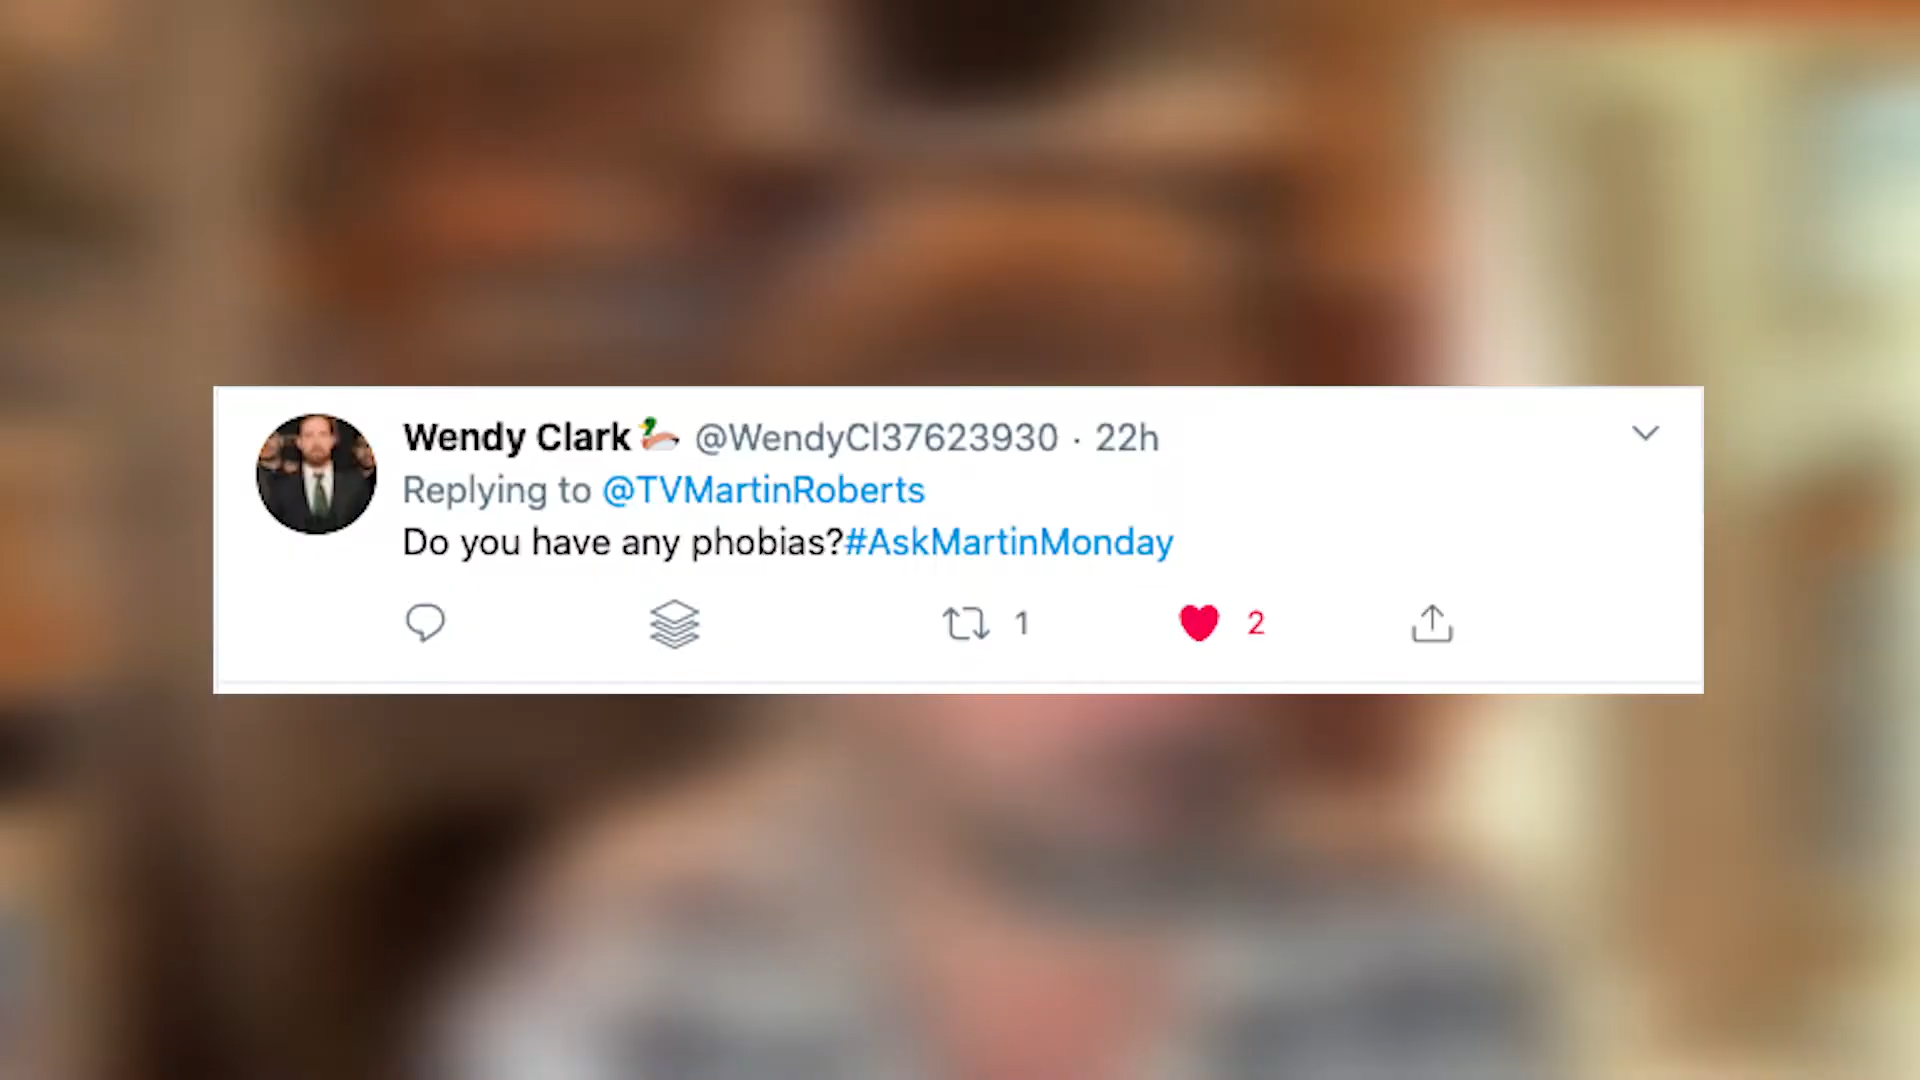 Wendy Clark🦆 @WendyCl37623930 · 22h
Replying to @TVMartinRoberts
Do you have any phobias?#AskMartinMonday
1 2